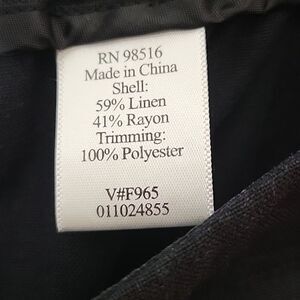 RN 98516
Made in China
Shell:
59% Linen
41% Rayon
Trimming:
100% Polyester
V#F965
011024855